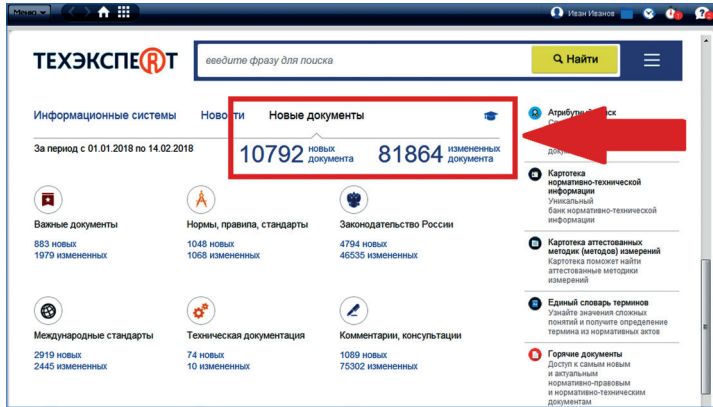 Меню
Иван Иванов
ТЕХЭКСПЕRТ
введите фразу для поиска
Найти
Информационные системы
Новости
Новые документы
За период с 01.01.2018 по 14.02.2018
10792 новых документа
81864 измененных документа
Важные документы
883 новых
1979 измененных
Нормы, правила, стандарты
1048 новых
1068 измененных
Законодательство России
4794 новых
46535 измененных
Международные стандарты
2919 новых
2445 измененных
Техническая документация
74 новых
10 измененных
Комментарии, консультации
1089 новых
75302 измененных
Атрибутный
Картотека
нормативно-технической
информации
Уникальный
банк нормативно-технической
информации
Картотека аттестованных
методик (методов) измерений
Картотека поможет найти
аттестованные методики
измерений
Единый словарь терминов
Узнайте значения сложных
понятий и получите определение
термина из нормативных актов
Горячие документы
Доступ к самым новым
и актуальным
нормативно-правовым
и нормативно-техническим
документам